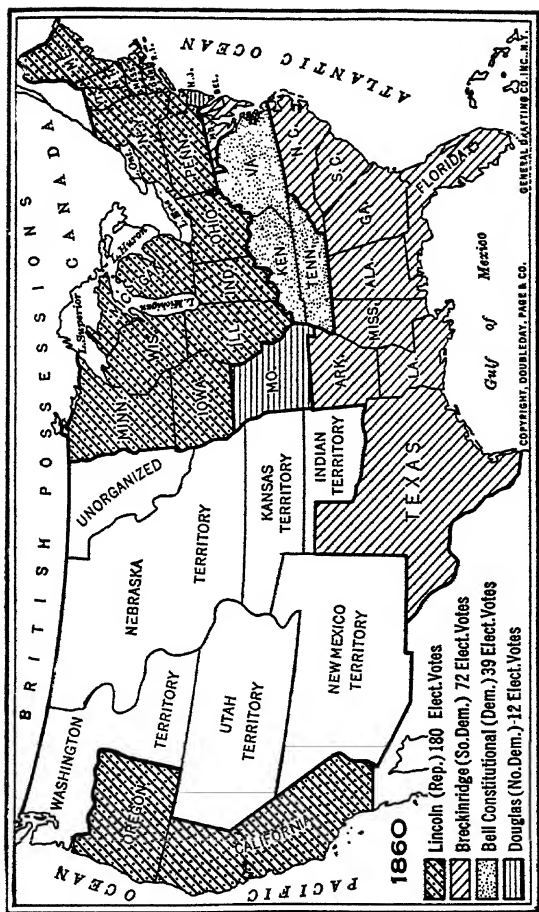 BRITISH POSSESSIONS
CANADA
L. Superior
L. Huron
L. Michigan
PACIFIC OCEAN
ATLANTIC OCEAN
Gulf of Mexico
WASHINGTON
TERRITORY
OREGON
CALIFORNIA
NEBRASKA
TERRITORY
UNORGANIZED
UTAH
TERRITORY
NEW MEXICO
TERRITORY
KANSAS
TERRITORY
INDIAN
TERRITORY
TEXAS
MINN.
WIS.
IOWA
ILL.
IND.
OHIO
PENN.
N.J.
DEL.
ME.
MO.
KEN.
VA.
TENN.
N.C.
S.C.
GA.
ALA.
MISS.
ARK.
LA.
FLORIDA
1860
Lincoln (Rep.) 180 Elect. Votes
Breckinridge (So. Dem.) 72 Elect. Votes
Bell Constitutional (Dem.) 39 Elect. Votes
Douglas (No. Dem.)-12 Elect. Votes
COPYRIGHT, DOUBLEDAY, PAGE & CO.
GENERAL DRAFTING CO. INC., N.Y.